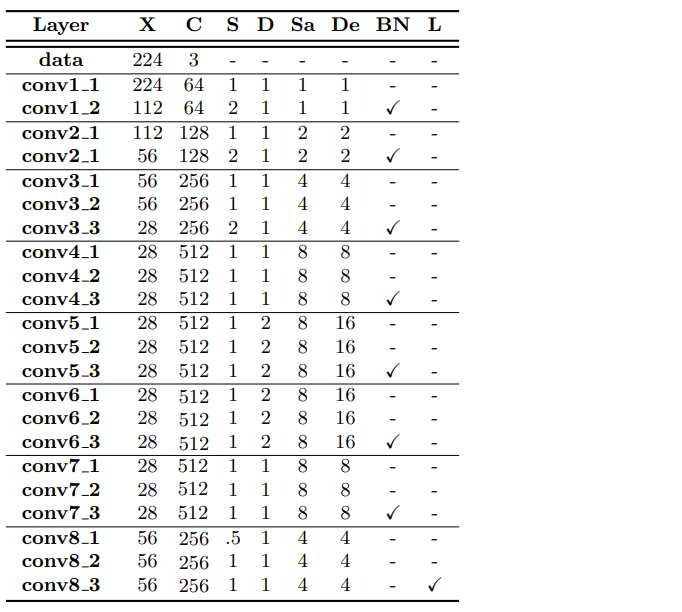 Layer X C S D Sa De BN L
data 224 3 - - - - - -
conv1_1 224 64 1 1 1 1 - -
conv1_2 112 64 2 1 1 1 ✓ -
conv2_1 112 128 1 1 2 2 - -
conv2_1 56 128 2 1 2 2 ✓ -
conv3_1 56 256 1 1 4 4 - -
conv3_2 56 256 1 1 4 4 - -
conv3_3 28 256 2 1 4 4 ✓ -
conv4_1 28 512 1 1 8 8 - -
conv4_2 28 512 1 1 8 8 - -
conv4_3 28 512 1 1 8 8 ✓ -
conv5_1 28 512 1 2 8 16 - -
conv5_2 28 512 1 2 8 16 - -
conv5_3 28 512 1 2 8 16 ✓ -
conv6_1 28 512 1 2 8 16 - -
conv6_2 28 512 1 2 8 16 - -
conv6_3 28 512 1 2 8 16 ✓ -
conv7_1 28 512 1 1 8 8 - -
conv7_2 28 512 1 1 8 8 - -
conv7_3 28 512 1 1 8 8 ✓ -
conv8_1 56 256 .5 1 4 4 - -
conv8_2 56 256 1 1 4 4 - -
conv8_3 56 256 1 1 4 4 - ✓